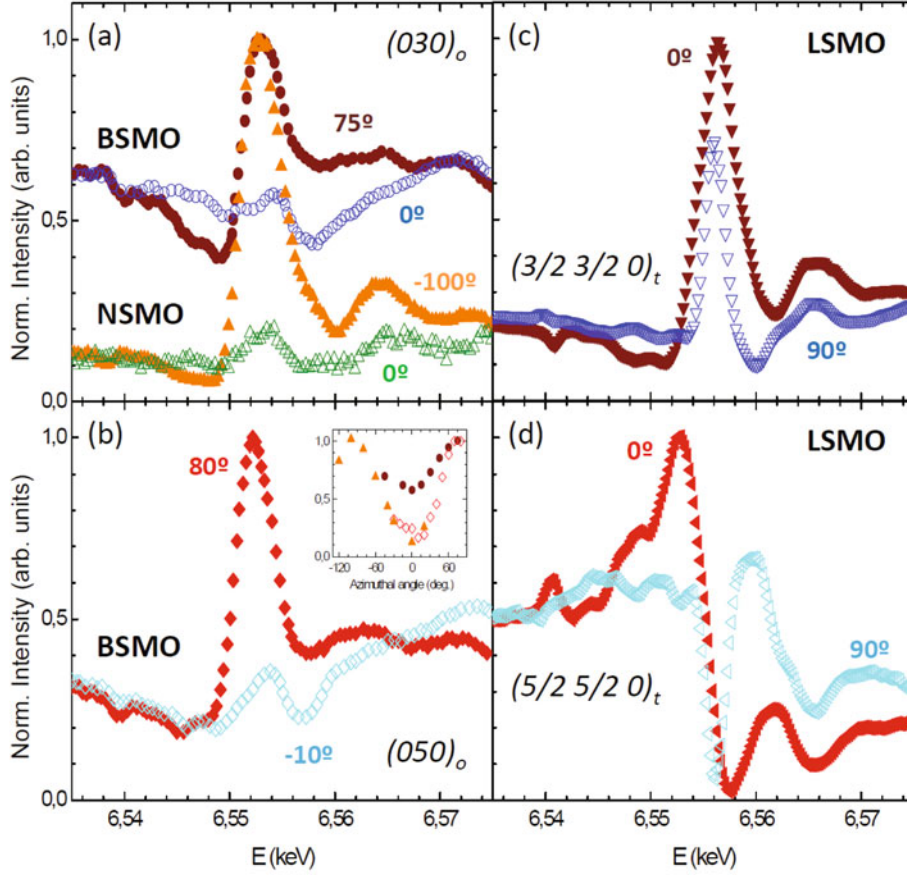 (a)
(030)o
BSMO
75º
0º
-100º
NSMO
0º
Norm. Intensity (arb. units)
1,0
0,5
0,0
(c)
LSMO
0º
(3/2 3/2 0)t
90º
(b)
80º
BSMO
-10º
(050)o
1,0
0,5
0,0
-120
-60
0
60
Azimuthal angle (deg.)
Norm. Intensity (arb. units)
1,0
0,5
0,0
6,54
6,55
6,56
6,57
E (keV)
(d)
LSMO
0º
(5/2 5/2 0)t
90º
6,54
6,55
6,56
6,57
E (keV)